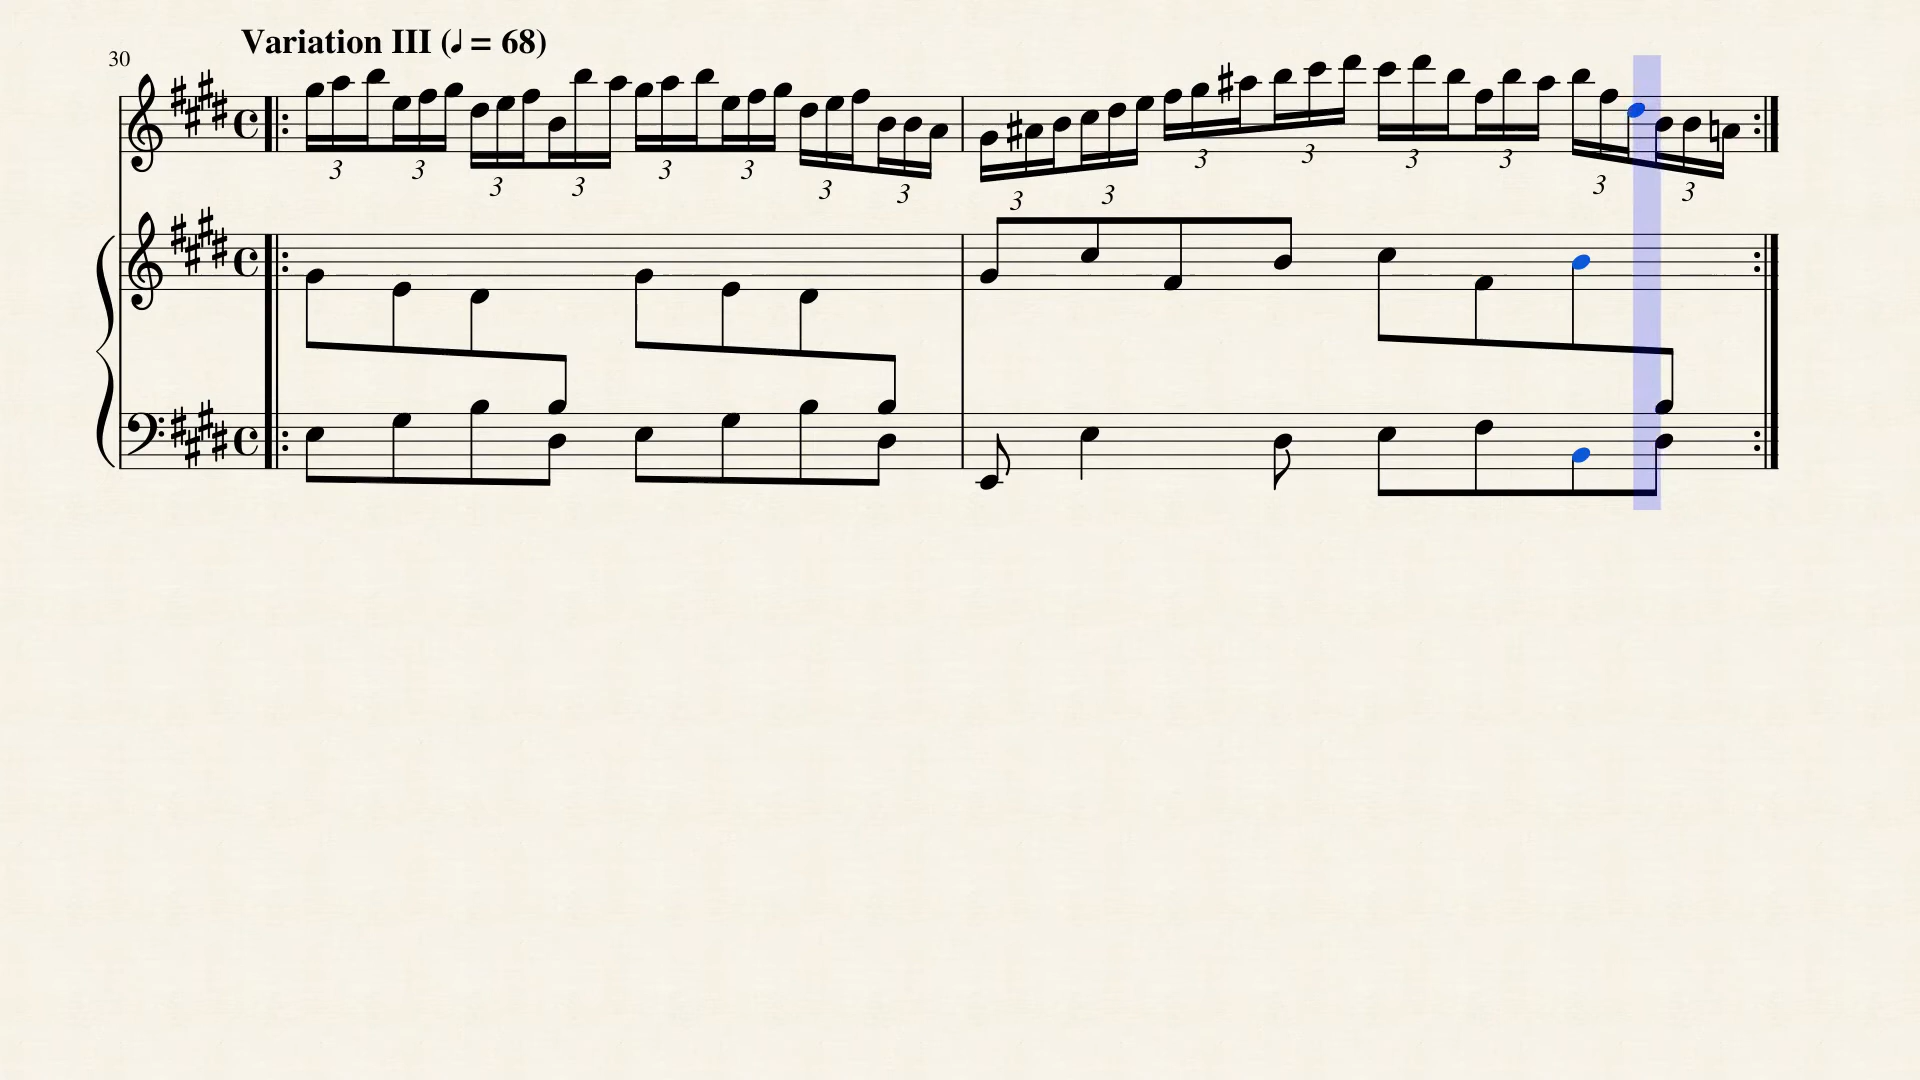 Variation III (♩ = 68)
30
3 3 3 3 3 3 3 3 3 3 3 3 3 3 3 3